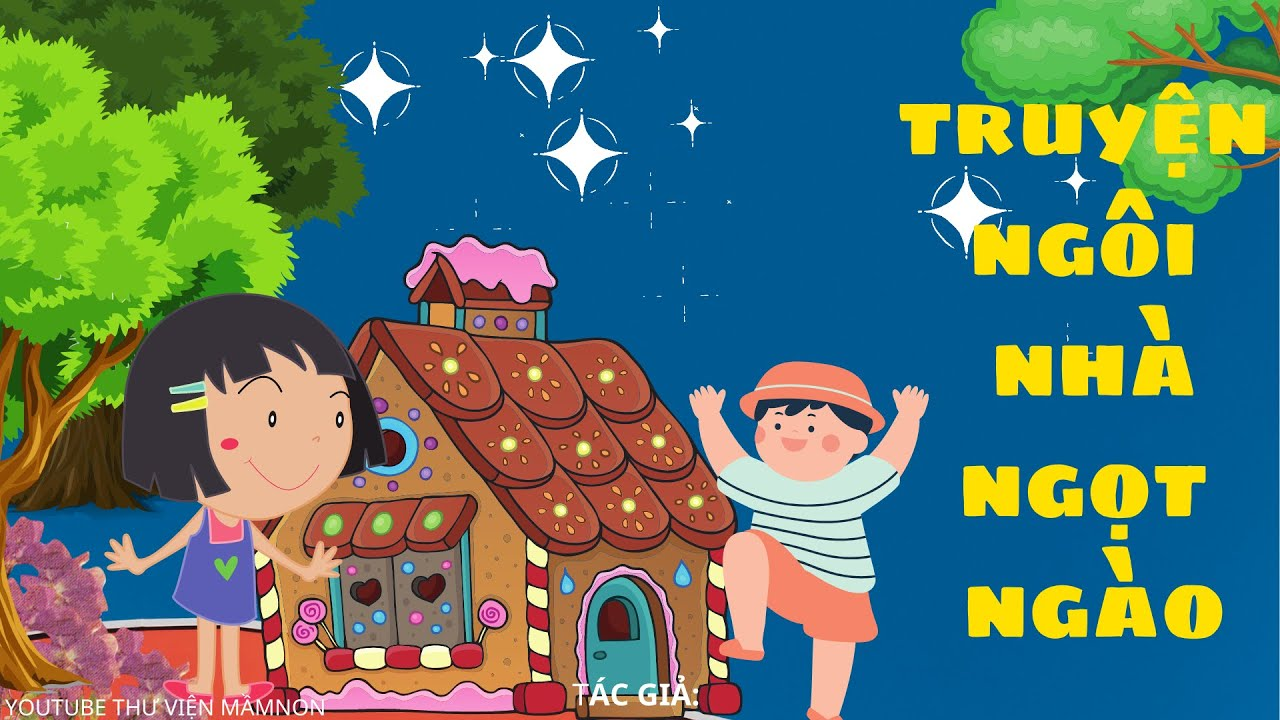 TRUYỆN
NGÔI
NHÀ
NGỌT
NGÀO
TÁC GIẢ:
YOUTUBE THƯ VIỆN MẦMNON